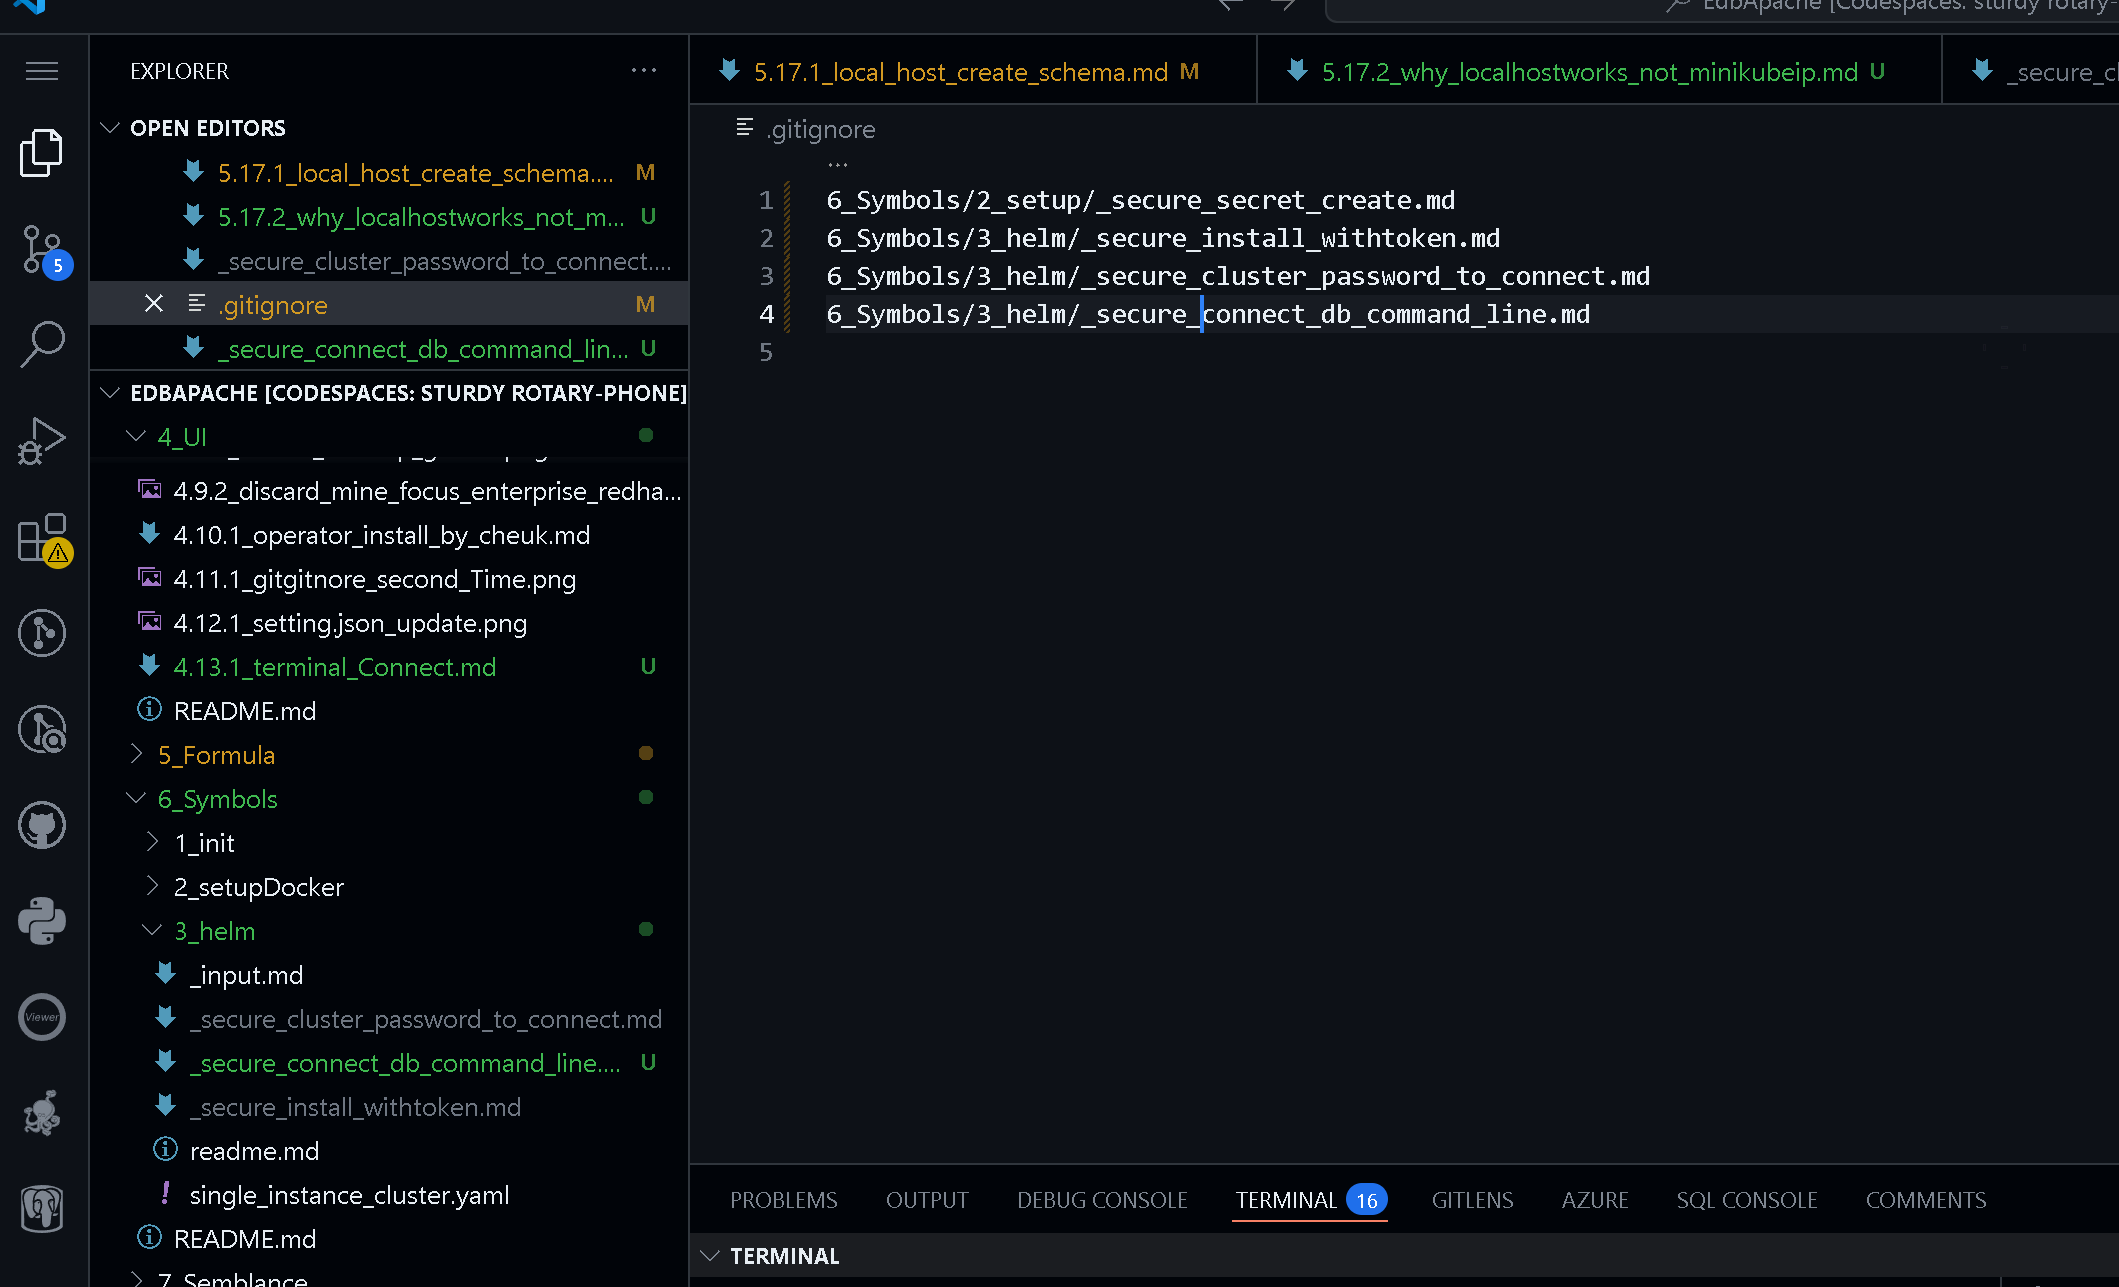 EdbApache [Codespaces: sturdy rotary-
EXPLORER
OPEN EDITORS
5.17.1_local_host_create_schema.... M
5.17.2_why_localhostworks_not_m... U
_secure_cluster_password_to_connect....
.gitignore M
_secure_connect_db_command_lin... U
EDBAPACHE [CODESPACES: STURDY ROTARY-PHONE]
4_UI
4.9.2_discard_mine_focus_enterprise_redha...
4.10.1_operator_install_by_cheuk.md
4.11.1_gitgitnore_second_Time.png
4.12.1_setting.json_update.png
4.13.1_terminal_Connect.md U
README.md
5_Formula
6_Symbols
1_init
2_setupDocker
3_helm
_input.md
_secure_cluster_password_to_connect.md
_secure_connect_db_command_line.... U
_secure_install_withtoken.md
readme.md
single_instance_cluster.yaml
README.md
7_Semblance
5
Viewer
5.17.1_local_host_create_schema.md M
5.17.2_why_localhostworks_not_minikubeip.md U
_secure_cl
.gitignore
...
1 6_Symbols/2_setup/_secure_secret_create.md
2 6_Symbols/3_helm/_secure_install_withtoken.md
3 6_Symbols/3_helm/_secure_cluster_password_to_connect.md
4 6_Symbols/3_helm/_secure_connect_db_command_line.md
5
PROBLEMS OUTPUT DEBUG CONSOLE TERMINAL 16 GITLENS AZURE SQL CONSOLE COMMENTS
TERMINAL